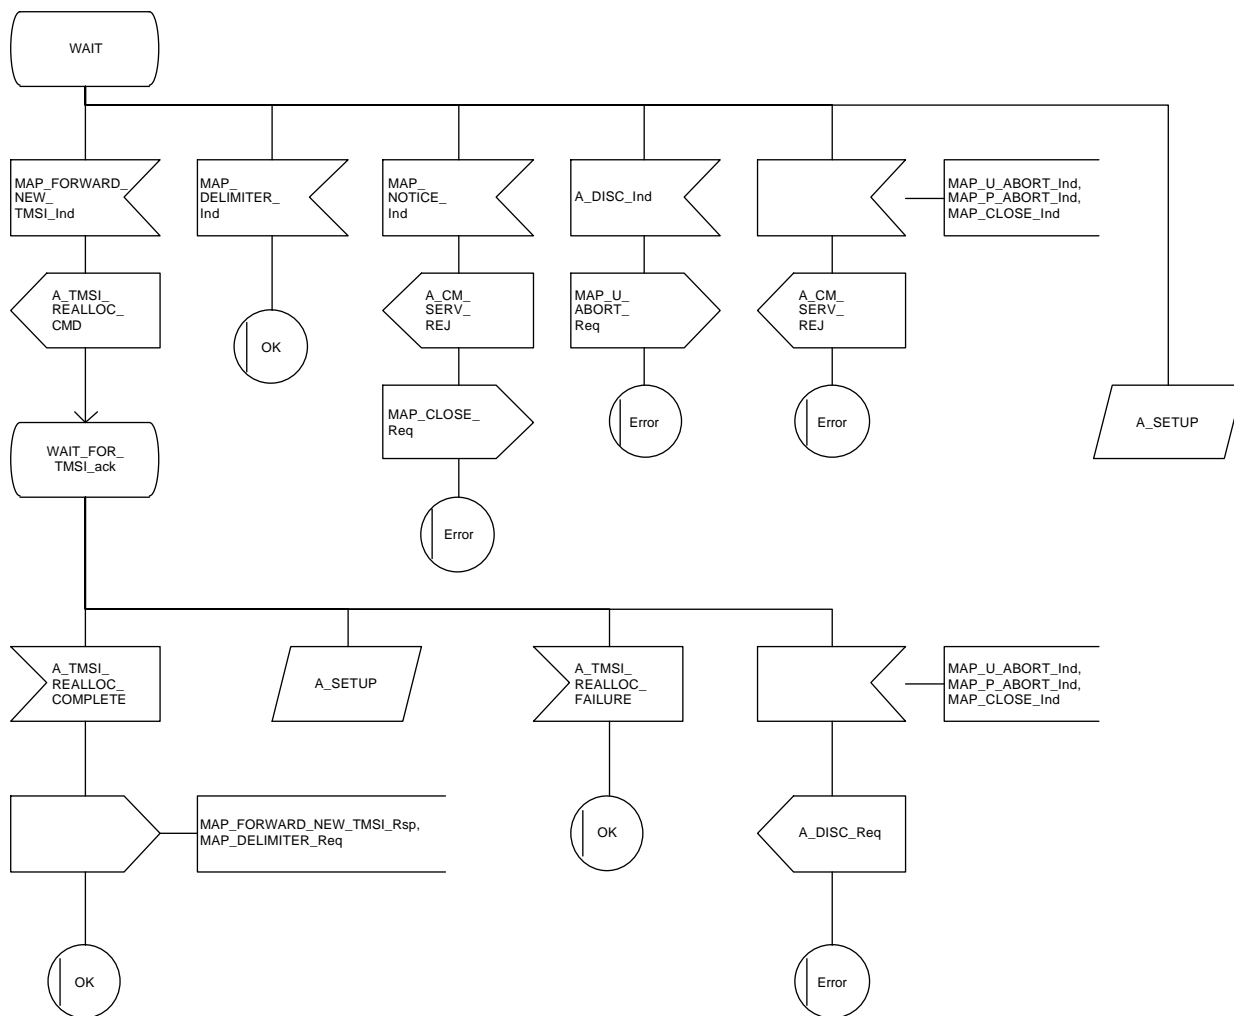 WAIT
MAP_FORWARD_
NEW_
TMSI_Ind
MAP_
DELIMITER_
Ind
MAP_
NOTICE_
Ind
A_DISC_Ind
MAP_U_ABORT_Ind,
MAP_P_ABORT_Ind,
MAP_CLOSE_Ind
A_TMSI_
REALLOC_
CMD
OK
A_CM_
SERV_
REJ
MAP_U_
ABORT_
Req
A_CM_
SERV_
REJ
MAP_CLOSE_
Req
Error
Error
A_SETUP
WAIT_FOR_
TMSI_ack
Error
A_TMSI_
REALLOC_
COMPLETE
A_SETUP
A_TMSI_
REALLOC_
FAILURE
MAP_U_ABORT_Ind,
MAP_P_ABORT_Ind,
MAP_CLOSE_Ind
MAP_FORWARD_NEW_TMSI_Rsp,
MAP_DELIMITER_Req
OK
A_DISC_Req
OK
Error